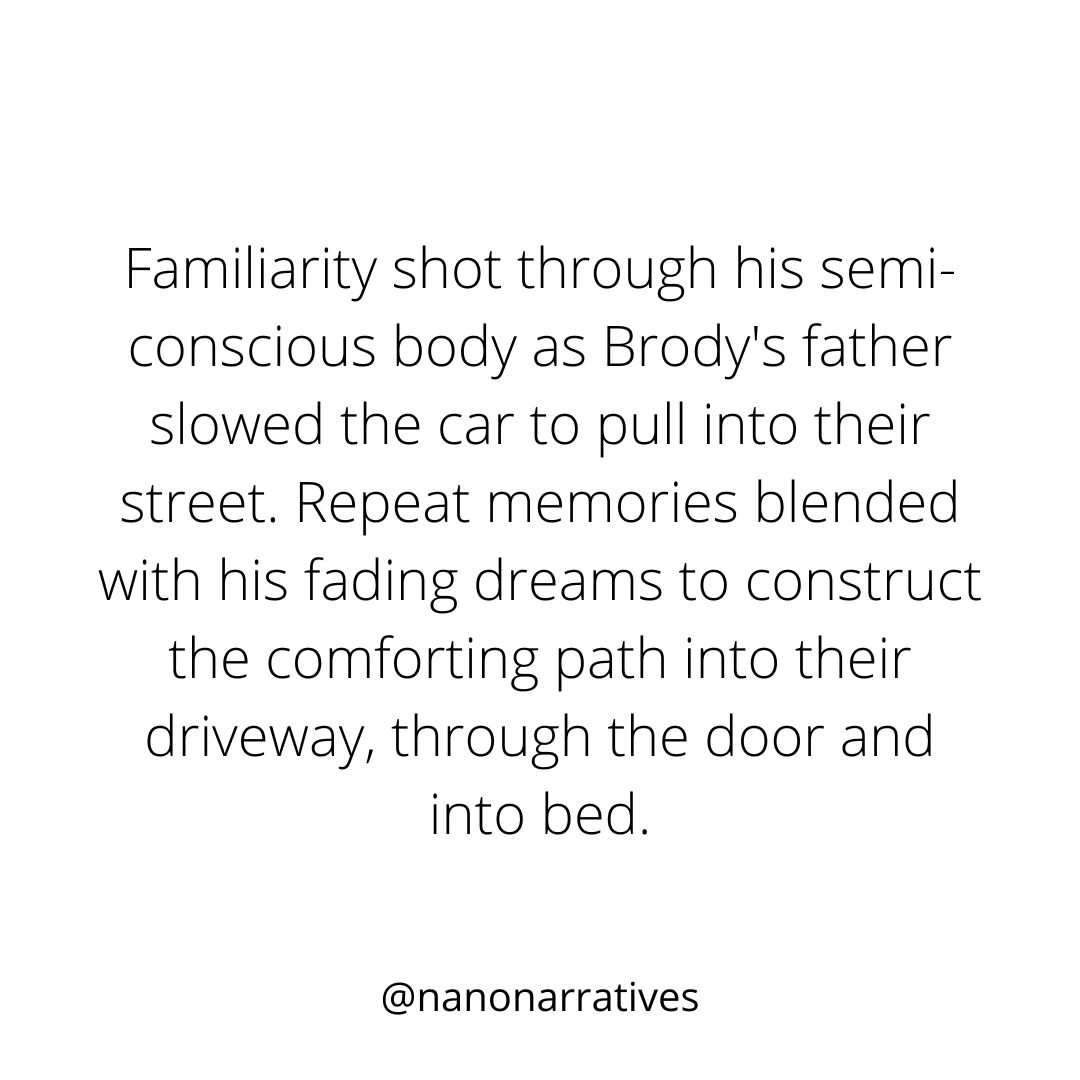 Familiarity shot through his semi-
conscious body as Brody's father
slowed the car to pull into their
street. Repeat memories blended
with his fading dreams to construct
the comforting path into their
driveway, through the door and
into bed.
@nanonarratives